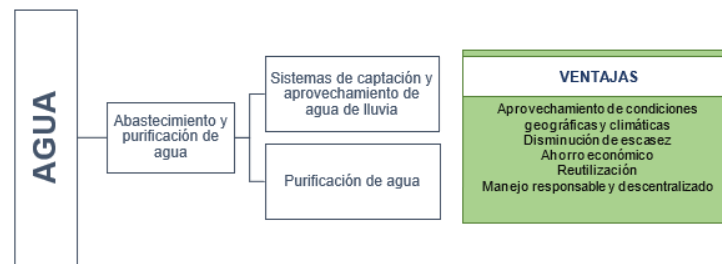 AGUA
Abastecimiento y
purificación de
agua
Sistemas de captación y
aprovechamiento de
agua de lluvia
Purificación de agua
VENTAJAS
Aprovechamiento de condiciones
geográficas y climáticas
Disminución de escasez
Ahorro económico
Reutilización
Manejo responsable y descentralizado